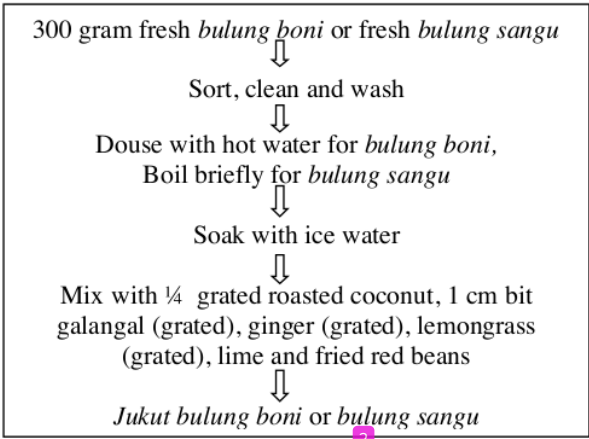 300 gram fresh bulung boni or fresh bulung sangu
Sort, clean and wash
Douse with hot water for bulung boni,
Boil briefly for bulung sangu
Soak with ice water
Mix with ¼ grated roasted coconut, 1 cm bit
galangal (grated), ginger (grated), lemongrass
(grated), lime and fried red beans
Jukut bulung boni or bulung sangu